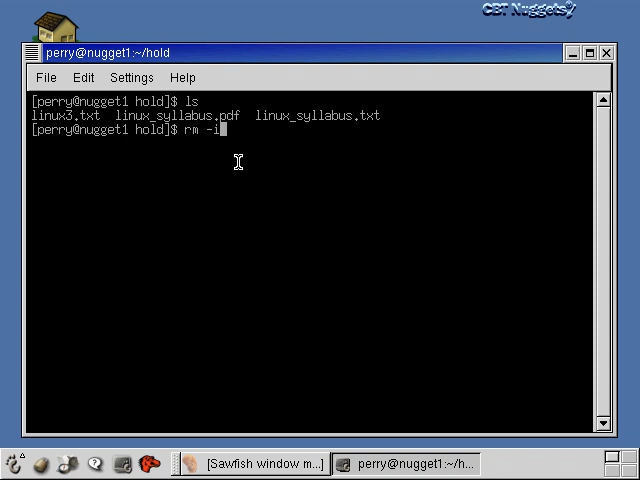 CBT Nuggets
perry@nugget1:~/hold
File Edit Settings Help
[perry@nugget1 hold]$ ls
linux3.txt linux_syllabus.pdf linux_syllabus.txt
[perry@nugget1 hold]$ rm -i
[Sawfish window m...] perry@nugget1:~/h...